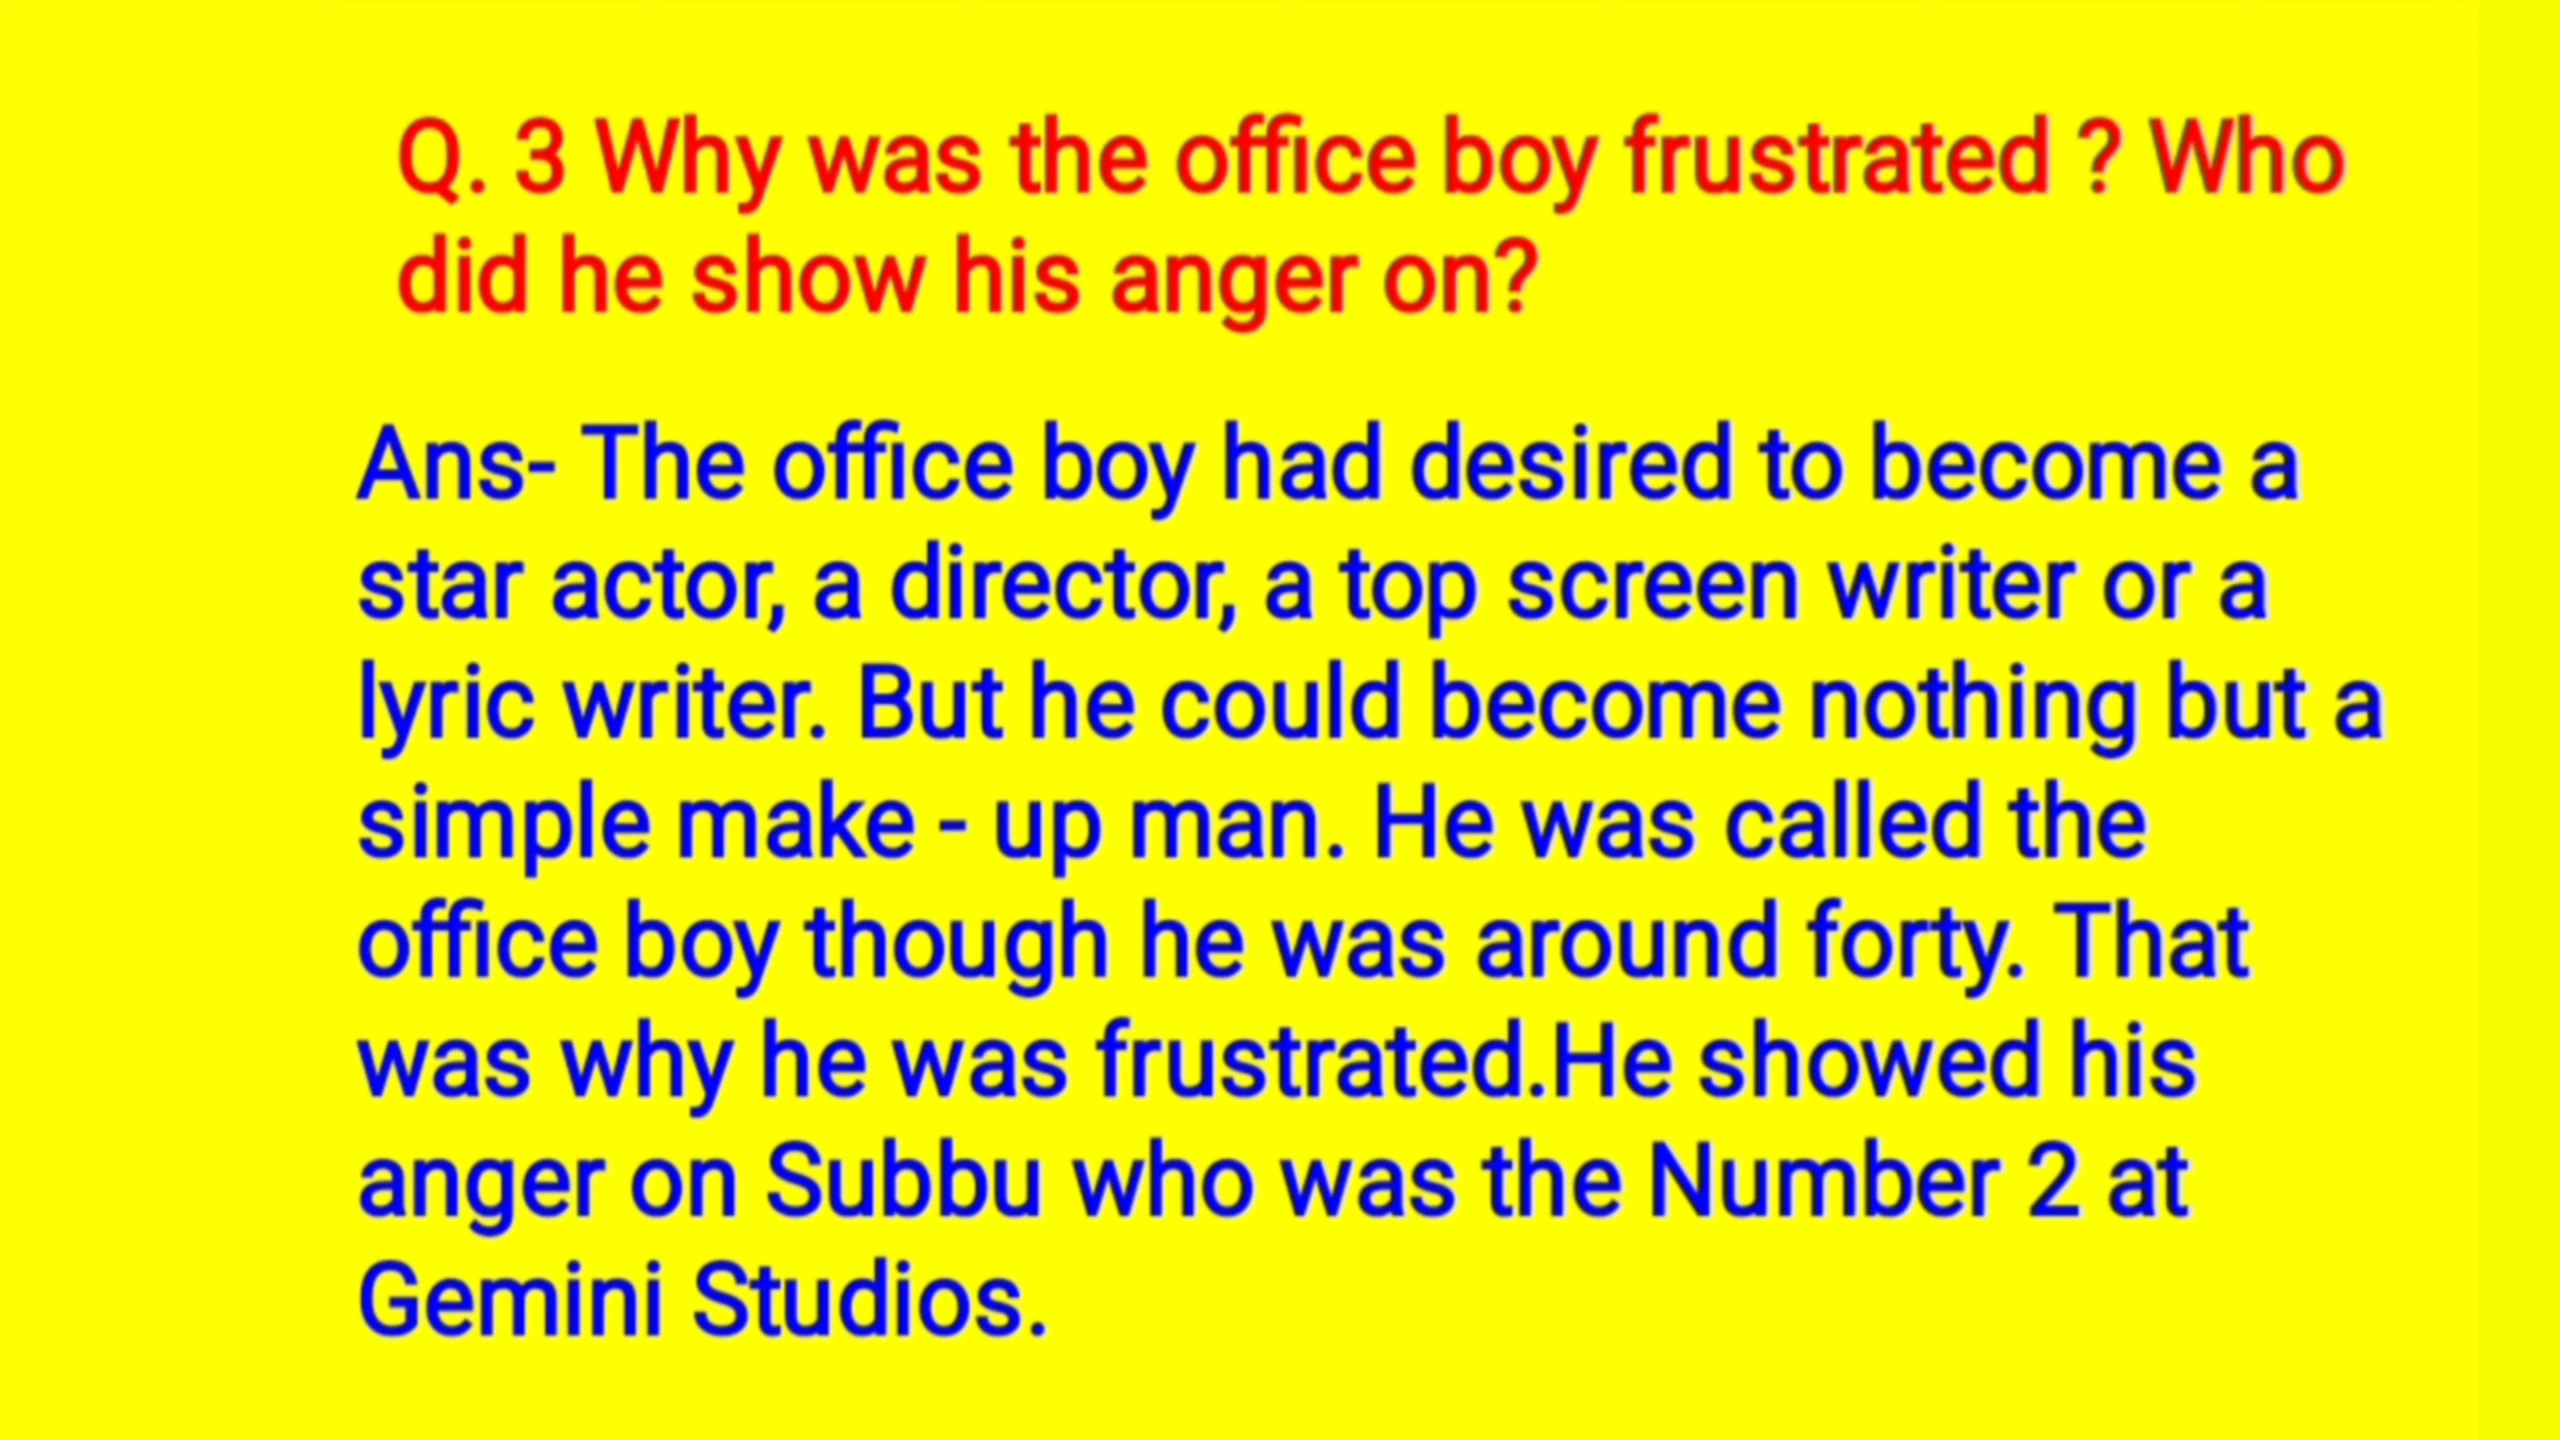 Q. 3 Why was the office boy frustrated ? Who
did he show his anger on?
Ans- The office boy had desired to become a
star actor, a director, a top screen writer or a
lyric writer. But he could become nothing but a
simple make - up man. He was called the
office boy though he was around forty. That
was why he was frustrated.He showed his
anger on Subbu who was the Number 2 at
Gemini Studios.